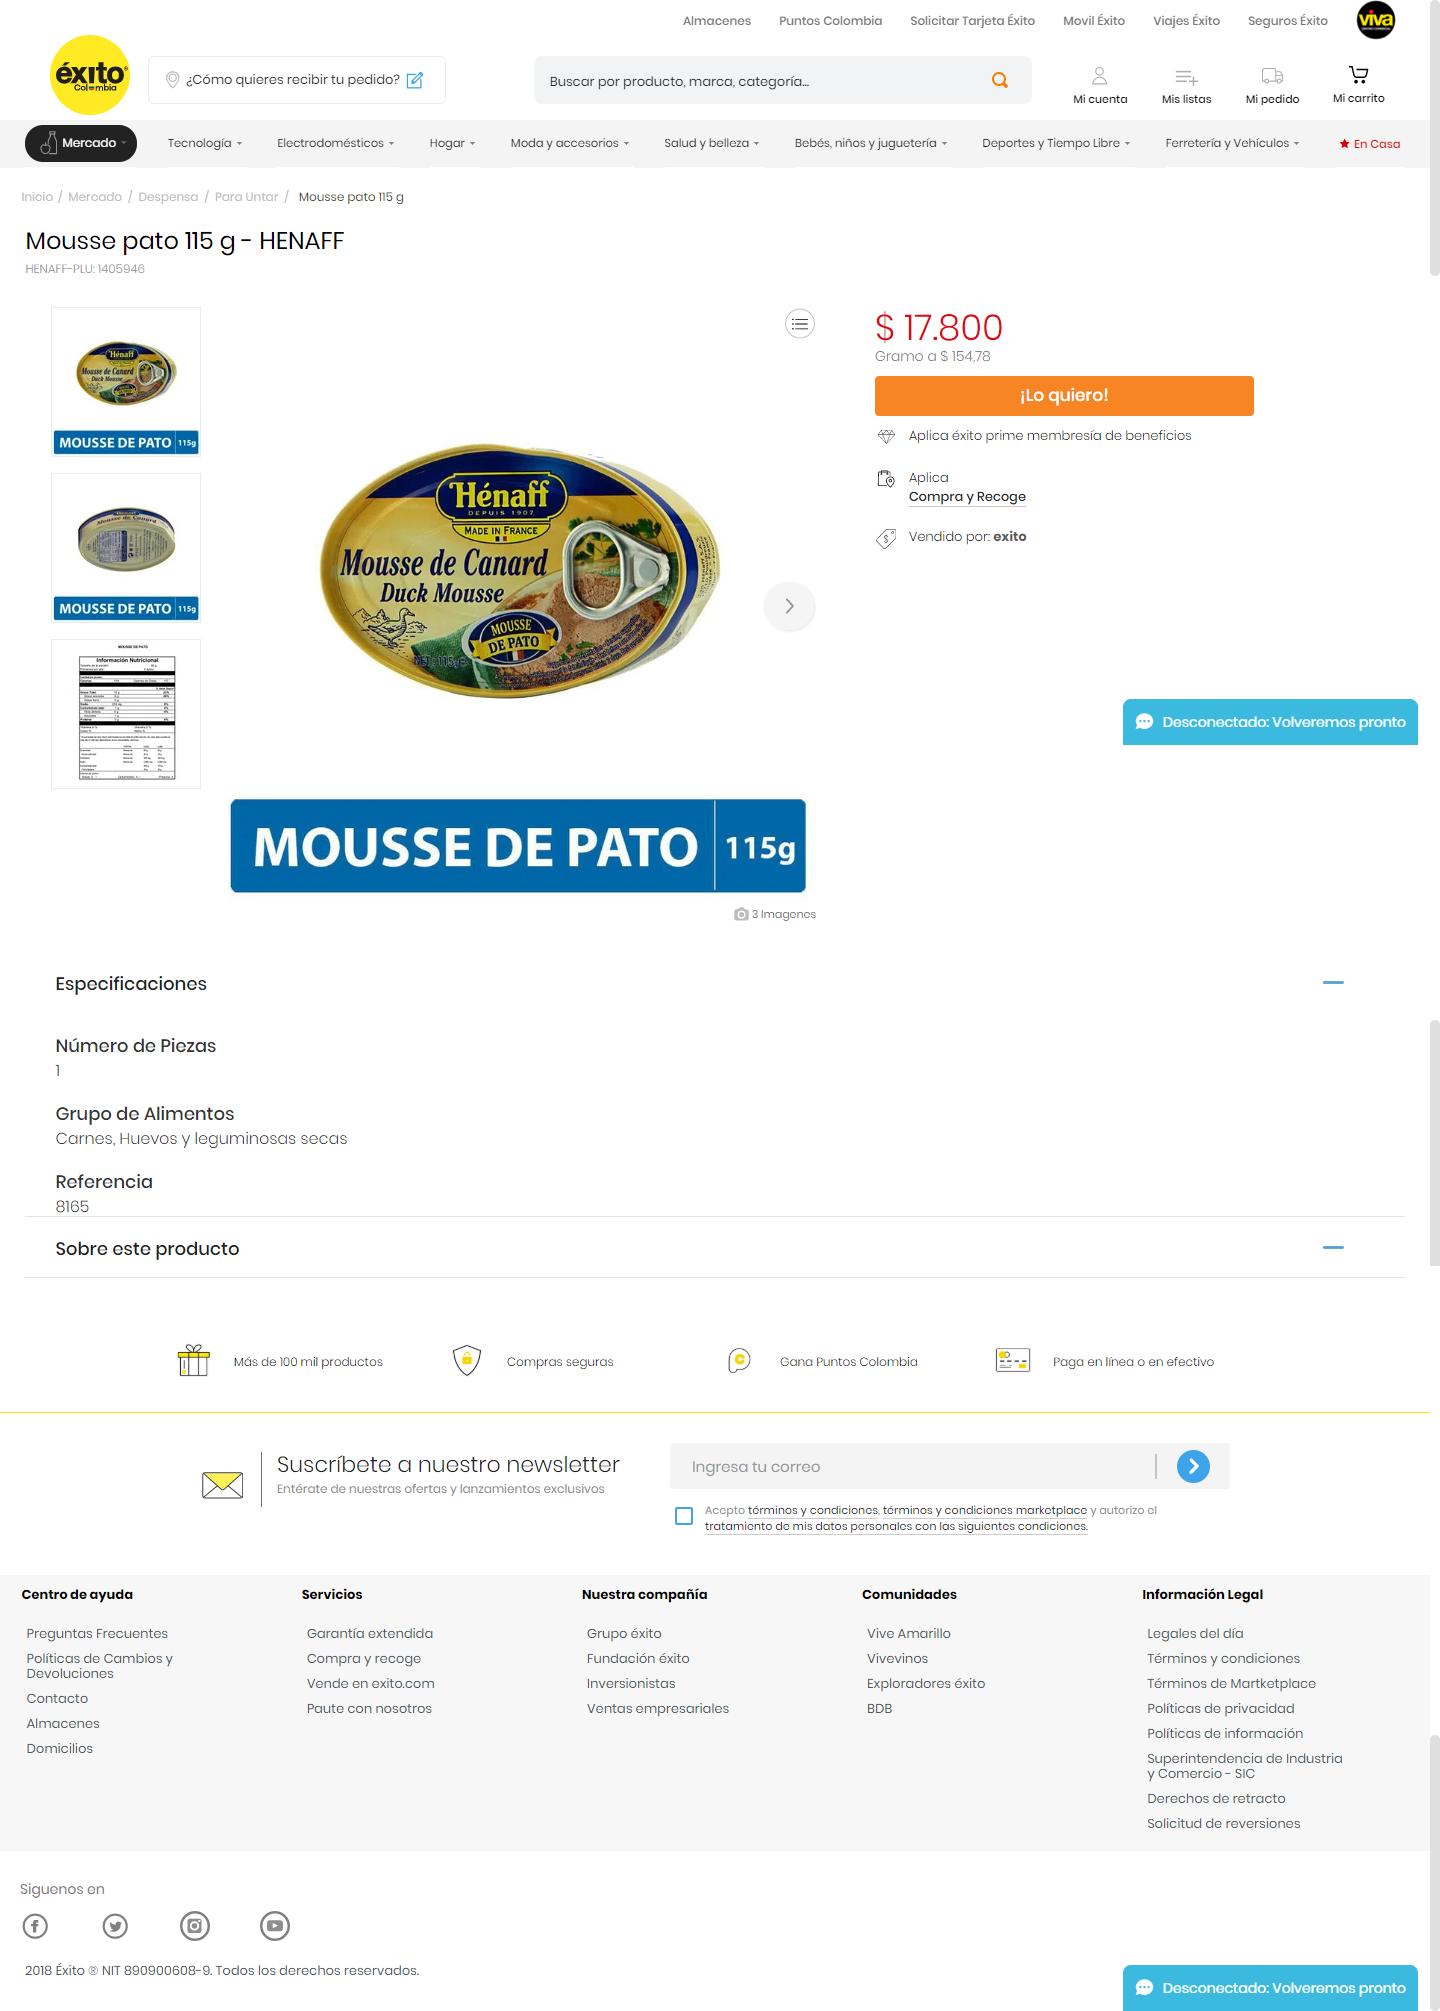 Almacenes Puntos Colombia Solicitar Tarjeta Éxito Movil Éxito Viajes Éxito Seguros Éxito viva
éxito
Colombia
¿Cómo quieres recibir tu pedido?
Buscar por producto, marca, categoría...
Mi cuenta Mis listas Mi pedido Mi carrito
Mercado Tecnología Electrodomésticos Hogar Moda y accesorios Salud y belleza Bebés, niños y juguetería Deportes y Tiempo Libre Ferretería y Vehículos En Casa
Inicio / Mercado / Despensa / Para Untar / Mousse pato 115 g
Mousse pato 115 g - HENAFF
HENAFF-PLU: 1405946
Hénaff
Mousse de Canard
Duck Mousse
MOUSSE DE PATO 115g
MOUSSE DE PATO 115g
MOUSSE DE PATO
Información Nutricional
Hénaff
DEPUIS 1907
MADE IN FRANCE
Mousse de Canard
Duck Mousse
MOUSSE
DE PATO
MOUSSE DE PATO 115g
3 Imagenes
$ 17.800
Gramo a $ 154,78
¡Lo quiero!
Aplica éxito prime membresía de beneficios
Aplica
Compra y Recoge
Vendido por: exito
Desconectado: Volveremos pronto
Especificaciones
Número de Piezas
1
Grupo de Alimentos
Carnes, Huevos y leguminosas secas
Referencia
8165
Sobre este producto
Más de 100 mil productos Compras seguras Gana Puntos Colombia Paga en línea o en efectivo
Suscríbete a nuestro newsletter
Entérate de nuestras ofertas y lanzamientos exclusivos
Ingresa tu correo
Acepto términos y condiciones, términos y condiciones marketplace y autorizo el
tratamiento de mis datos personales con las siguientes condiciones.
Centro de ayuda
Preguntas Frecuentes
Políticas de Cambios y
Devoluciones
Contacto
Almacenes
Domicilios
Servicios
Garantía extendida
Compra y recoge
Vende en exito.com
Paute con nosotros
Nuestra compañía
Grupo éxito
Fundación éxito
Inversionistas
Ventas empresariales
Comunidades
Vive Amarillo
Vivevinos
Exploradores éxito
BDB
Información Legal
Legales del día
Términos y condiciones
Términos de Martketplace
Políticas de privacidad
Políticas de información
Superintendencia de Industria
y Comercio - SIC
Derechos de retracto
Solicitud de reversiones
Siguenos en
2018 Éxito ® NIT 890900608-9. Todos los derechos reservados.
Desconectado: Volveremos pronto